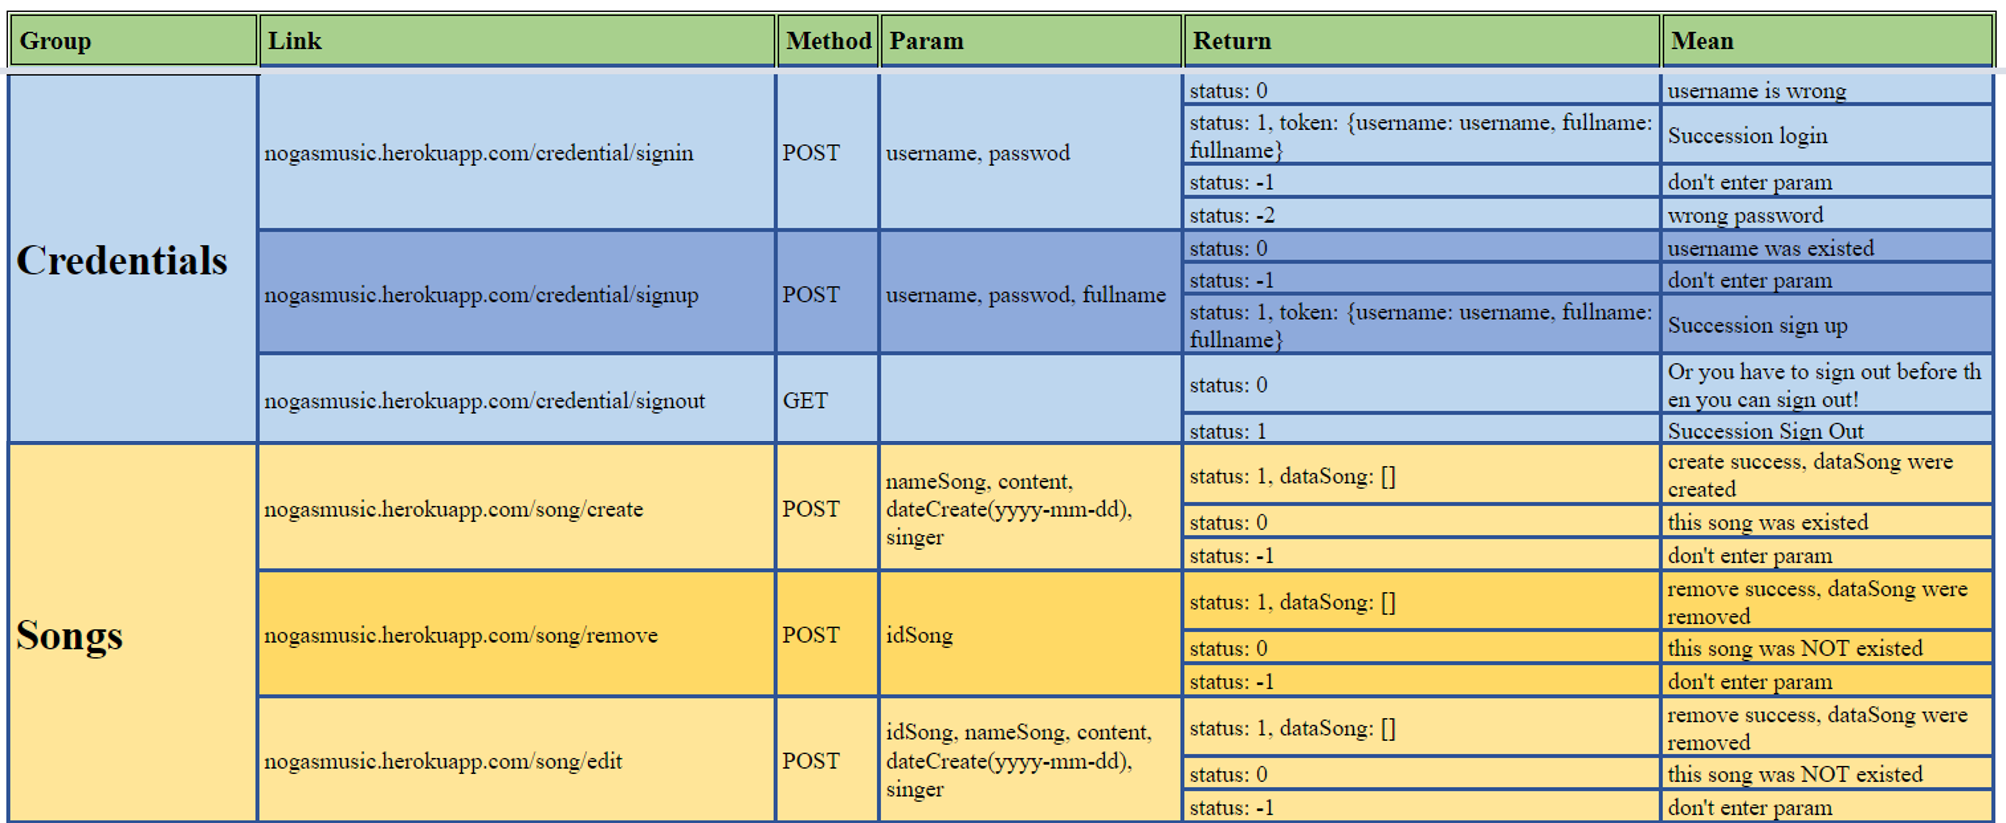 Group Link Method Param Return Mean
Credentials
nogasmusic.herokuapp.com/credential/signin POST username, passwod
status: 0 username is wrong
status: 1, token: {username: username, fullname:
fullname}
Succession login
status: -1 don't enter param
status: -2 wrong password
nogasmusic.herokuapp.com/credential/signup POST username, passwod, fullname
status: 0 username was existed
status: -1 don't enter param
status: 1, token: {username: username, fullname:
fullname}
Succession sign up
nogasmusic.herokuapp.com/credential/signout GET
status: 0
Or you have to sign out before th
en you can sign out!
status: 1 Succession Sign Out
Songs
nogasmusic.herokuapp.com/song/create POST
nameSong, content,
dateCreate(yyyy-mm-dd),
singer
status: 1, dataSong: []
create success, dataSong were
created
status: 0 this song was existed
status: -1 don't enter param
nogasmusic.herokuapp.com/song/remove POST idSong
status: 1, dataSong: []
remove success, dataSong were
removed
status: 0 this song was NOT existed
status: -1 don't enter param
nogasmusic.herokuapp.com/song/edit POST
idSong, nameSong, content,
dateCreate(yyyy-mm-dd),
singer
status: 1, dataSong: []
remove success, dataSong were
removed
status: 0 this song was NOT existed
status: -1 don't enter param